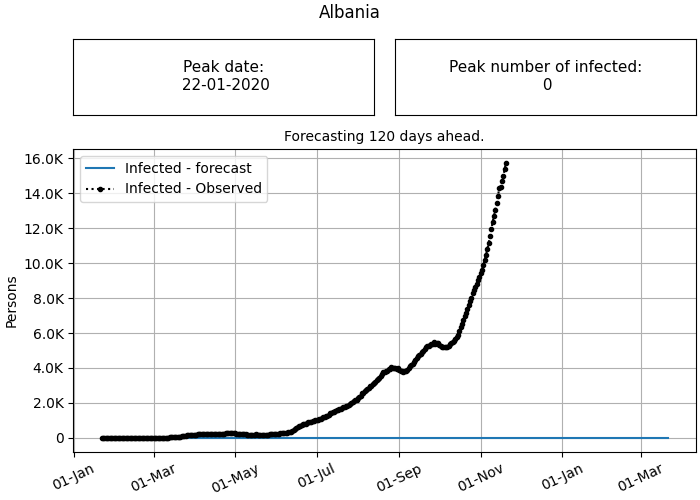 Albania
Peak date:
22-01-2020
Peak number of infected:
0
Forecasting 120 days ahead.
Infected - forecast
Infected - Observed
16.0K
14.0K
12.0K
10.0K
8.0K
6.0K
4.0K
2.0K
0
Persons
01-Jan
01-Mar
01-May
01-Jul
01-Sep
01-Nov
01-Jan
01-Mar